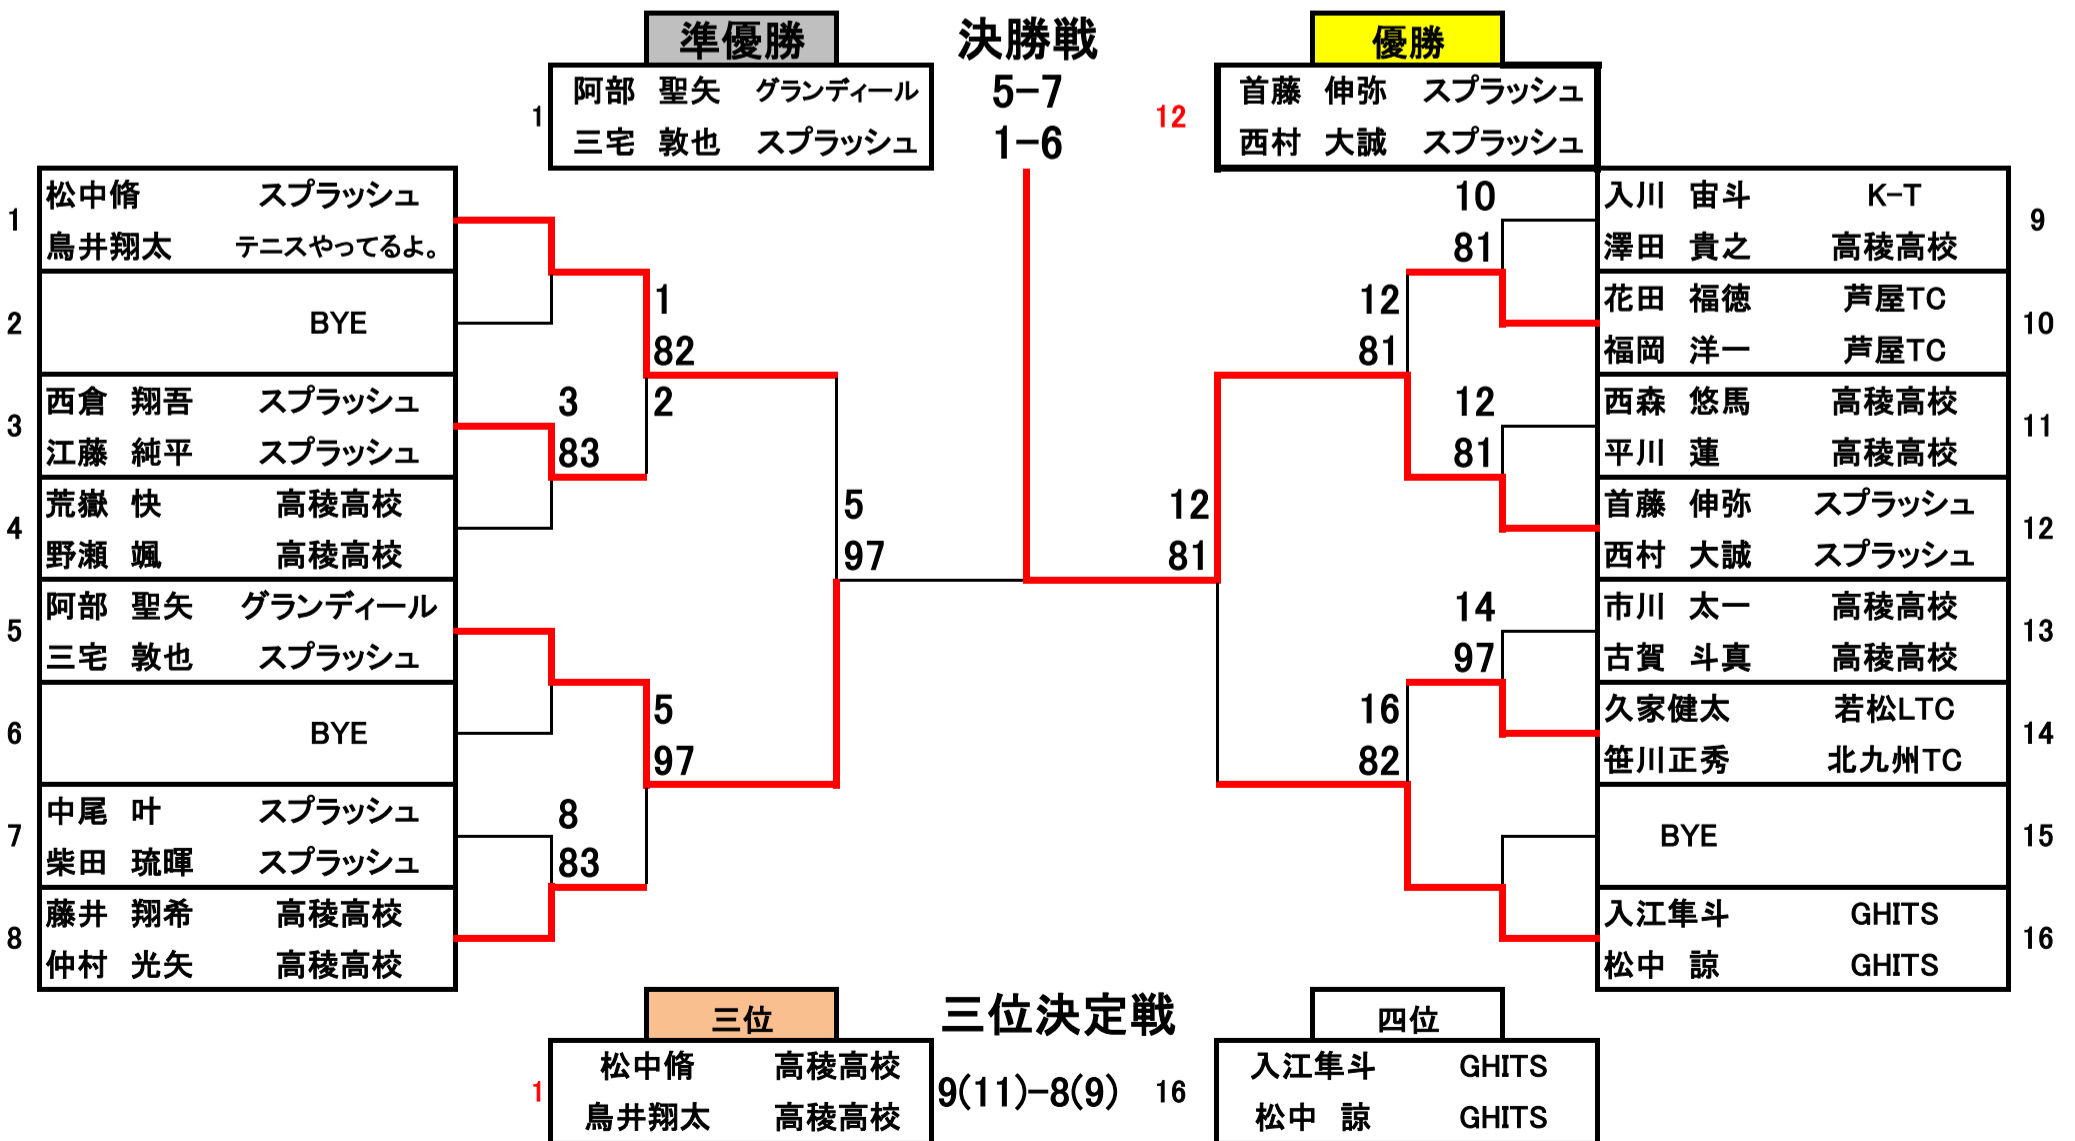 準優勝 決勝戦 優勝
1 阿部 聖矢 グランディール 5-7 12 首藤 伸弥 スプラッシュ
三宅 敦也 スプラッシュ 1-6 西村 大誠 スプラッシュ
1 松中脩 スプラッシュ
鳥井翔太 テニスやってるよ。
2 BYE
3 西倉 翔吾 スプラッシュ
江藤 純平 スプラッシュ
4 荒嶽 快 高稜高校
野瀬 颯 高稜高校
5 阿部 聖矢 グランディール
三宅 敦也 スプラッシュ
6 BYE
7 中尾 叶 スプラッシュ
柴田 琉暉 スプラッシュ
8 藤井 翔希 高稜高校
仲村 光矢 高稜高校
3
83
8
83
1
82
2
5
97
5
97
12
81
12
81
16
82
10
81
12
81
14
97
入川 宙斗 K-T 9
澤田 貴之 高稜高校
花田 福徳 芦屋TC 10
福岡 洋一 芦屋TC
西森 悠馬 高稜高校 11
平川 蓮 高稜高校
首藤 伸弥 スプラッシュ 12
西村 大誠 スプラッシュ
市川 太一 高稜高校 13
古賀 斗真 高稜高校
久家健太 若松LTC 14
笹川正秀 北九州TC
BYE 15
入江隼斗 GHITS 16
松中 諒 GHITS
三位 三位決定戦 四位
1 松中脩 高稜高校 9(11)-8(9) 16 入江隼斗 GHITS
鳥井翔太 高稜高校 松中 諒 GHITS